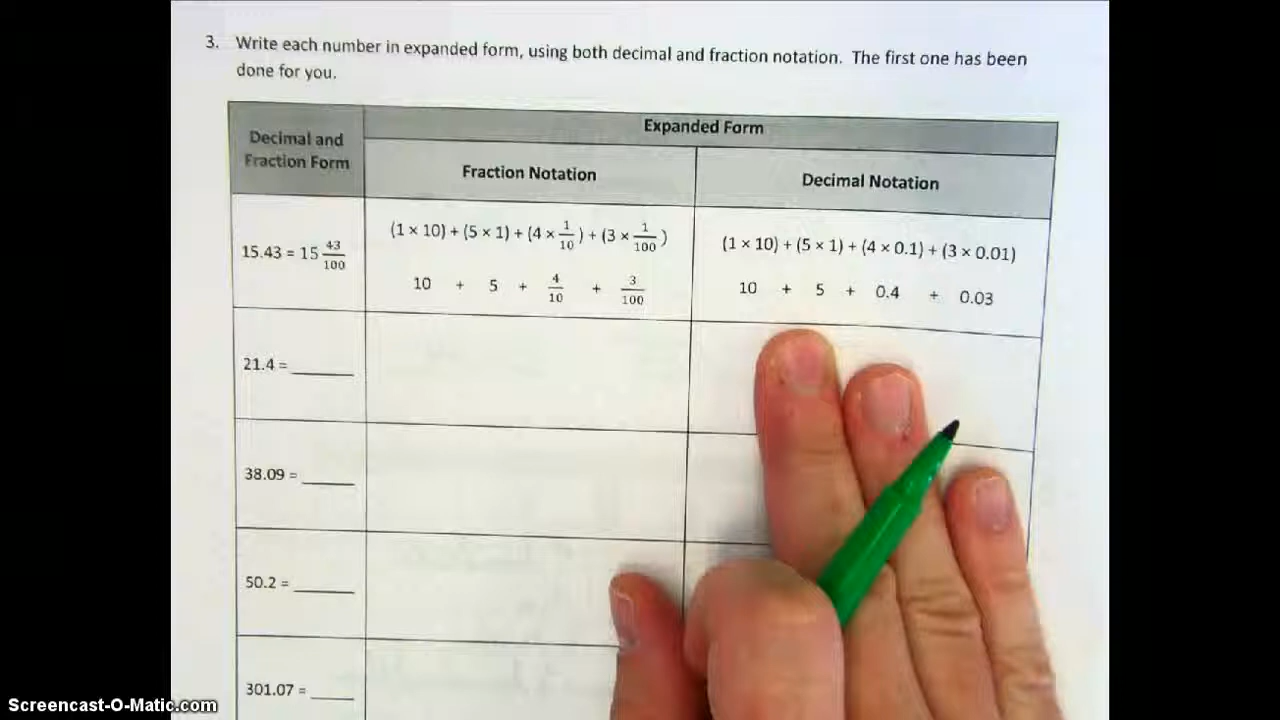 3. Write each number in expanded form, using both decimal and fraction notation. The first one has been
done for you.
Decimal and
Fraction Form
Expanded Form
Fraction Notation
Decimal Notation
15.43 = 15 43/100
(1 × 10) + (5 × 1) + (4 × 1/10) + (3 × 1/100)
10 + 5 + 4/10 + 3/100
(1 × 10) + (5 × 1) + (4 × 0.1) + (3 × 0.01)
10 + 5 + 0.4 + 0.03
21.4 = ______
38.09 = _____
50.2 = ______
301.07 = ____
Screencast-O-Matic.com